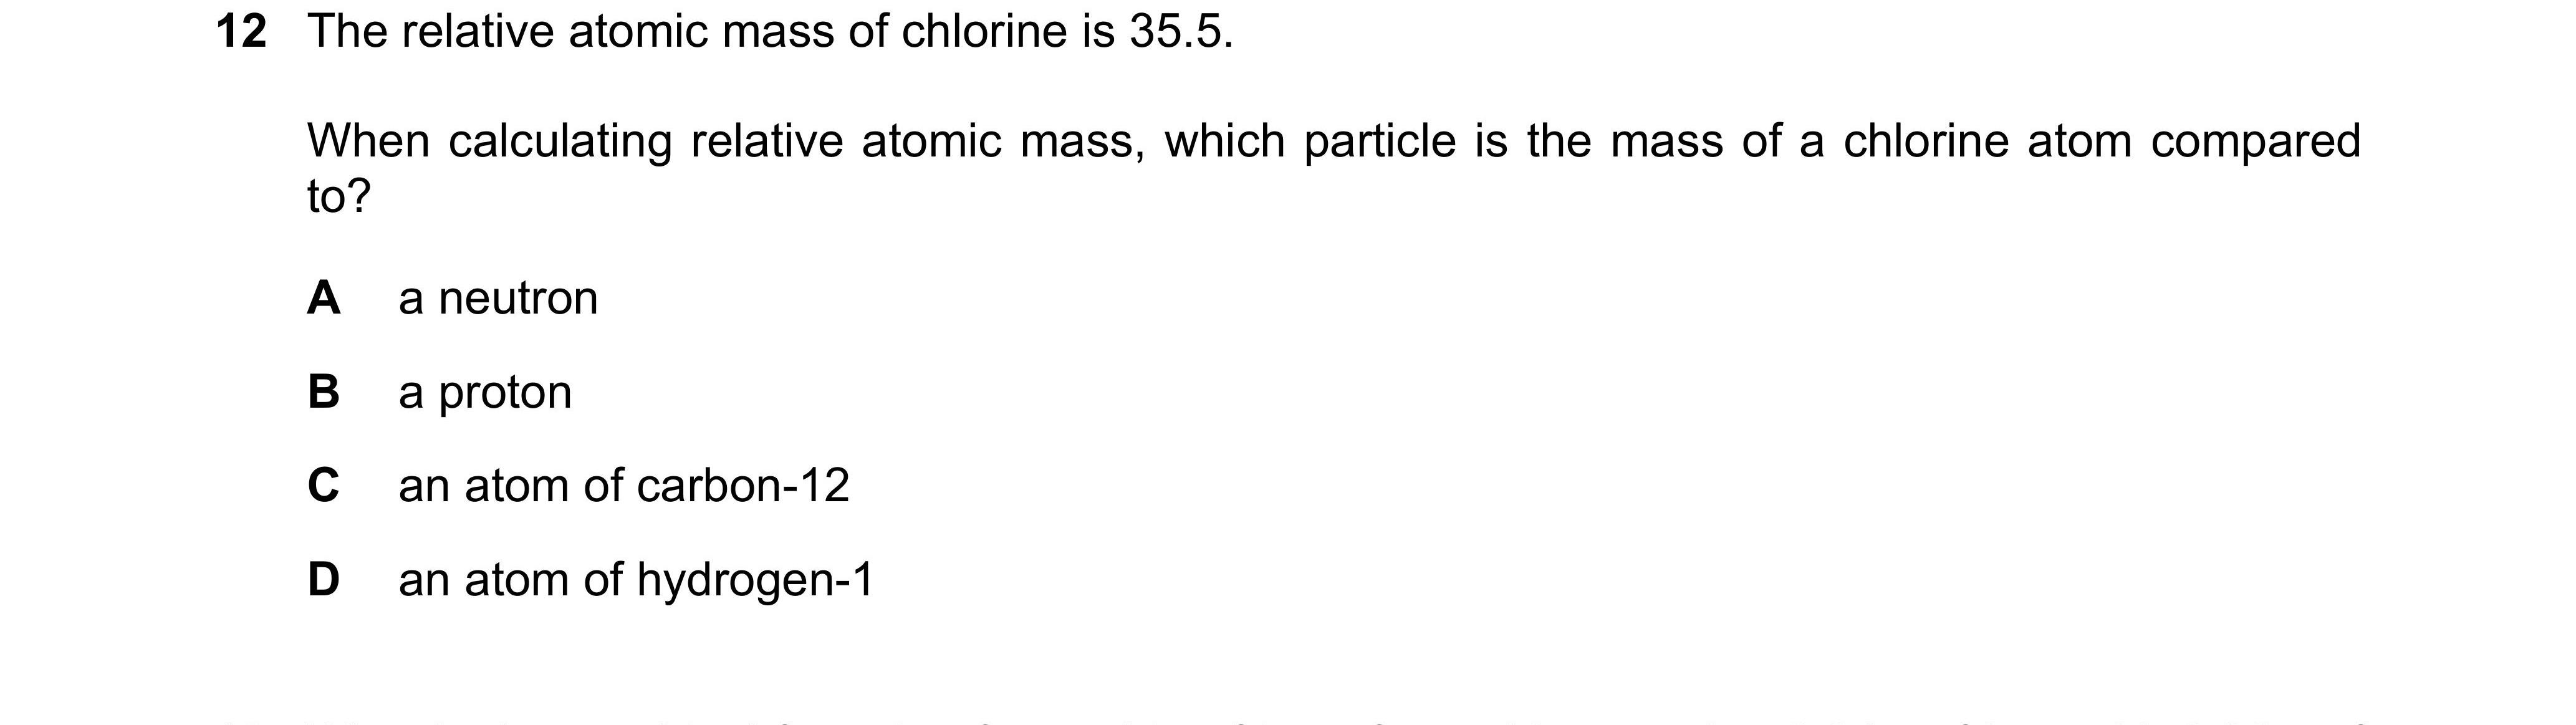 12 The relative atomic mass of chlorine is 35.5.
When calculating relative atomic mass, which particle is the mass of a chlorine atom compared
to?
A a neutron
B a proton
C an atom of carbon-12
D an atom of hydrogen-1